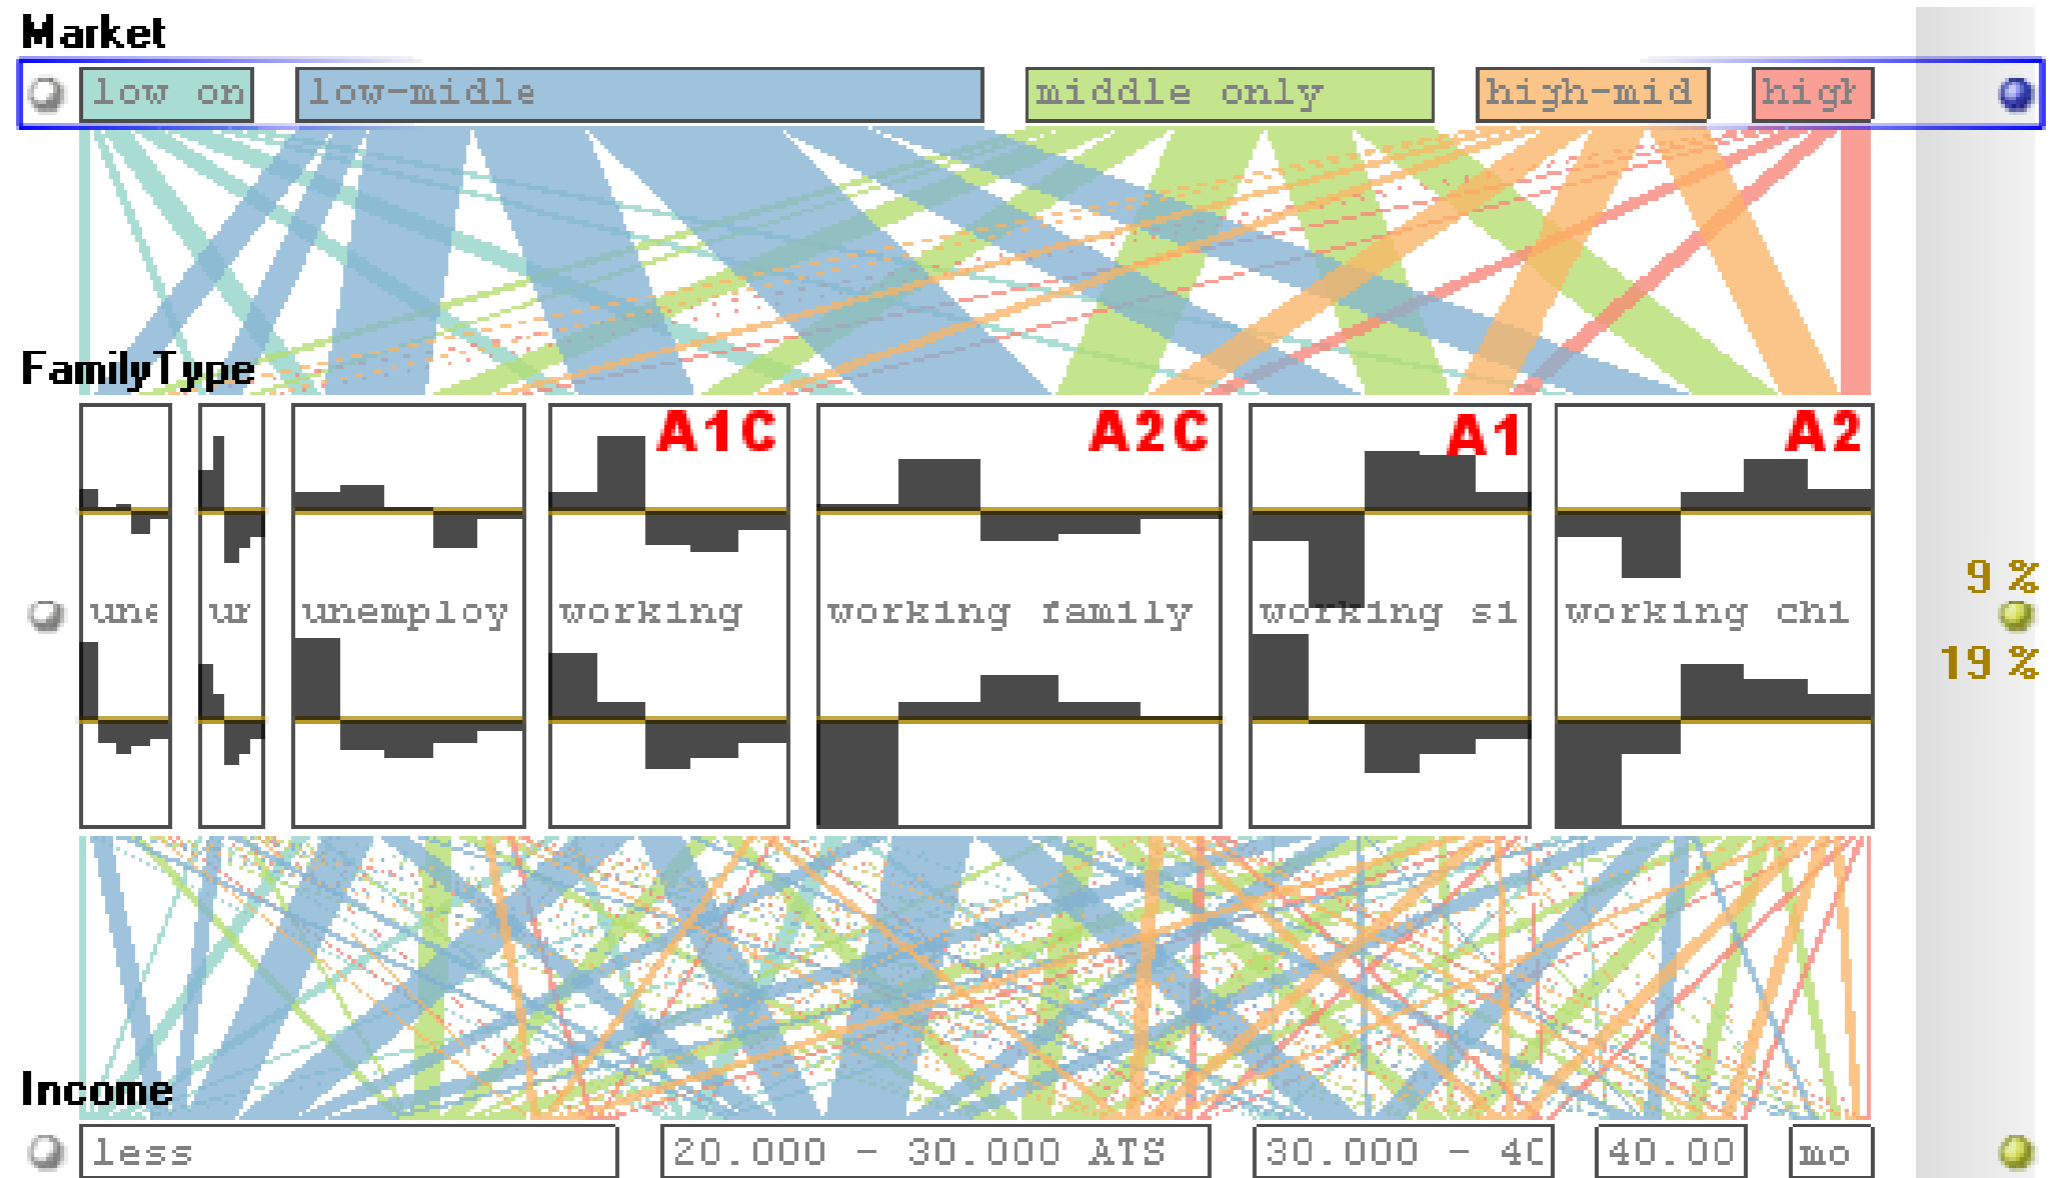 Market
low on low-midle middle only high-mid high
FamilyType
A1C A2C A1 A2
9 %
une ur unemploy working working family working si working chi
19 %
Income
less 20.000 - 30.000 ATS 30.000 - 40 40.00 mo